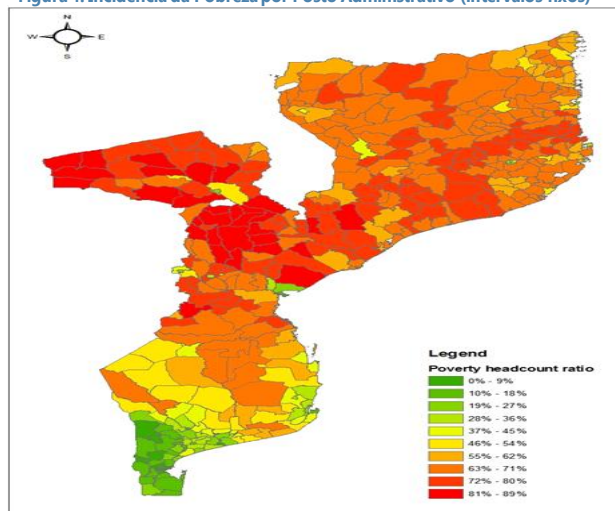 Figura 4: Incidência da Pobreza por Posto Administrativo (intervalos fixos)
N
W E
S
Legend
Poverty headcount ratio
0% - 9%
10% - 18%
19% - 27%
28% - 36%
37% - 45%
46% - 54%
55% - 62%
63% - 71%
72% - 80%
81% - 89%